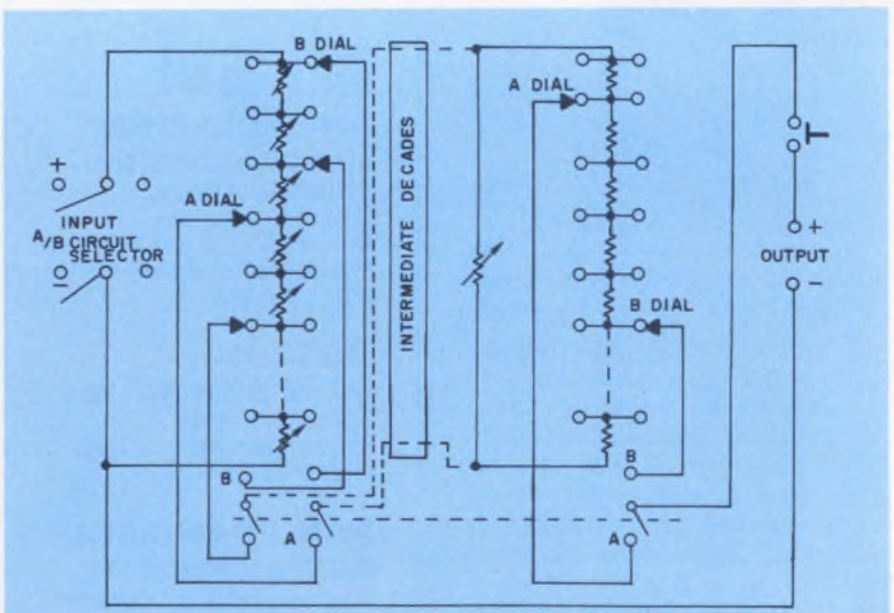 B DIAL
A DIAL
+
INPUT
A/B CIRCUIT
SELECTOR
-
A DIAL
INTERMEDIATE DECADES
+
OUTPUT
-
B DIAL
B
A
B
A